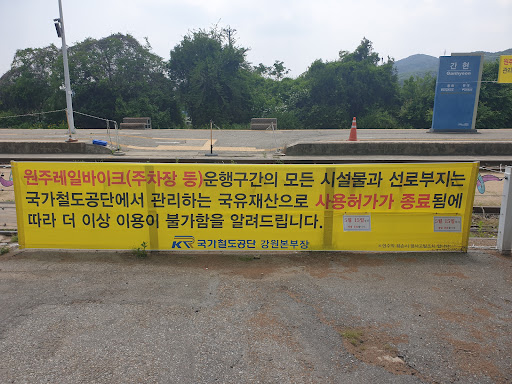 간현
원주레일바이크(주차장 등)운행구간의 모든 시설물과 선로부지는
국가철도공단에서 관리하는 국유재산으로 사용허가가 종료됨에
따라 더 이상 이용이 불가함을 알려드립니다.
KR 국가철도공단 강원본부장